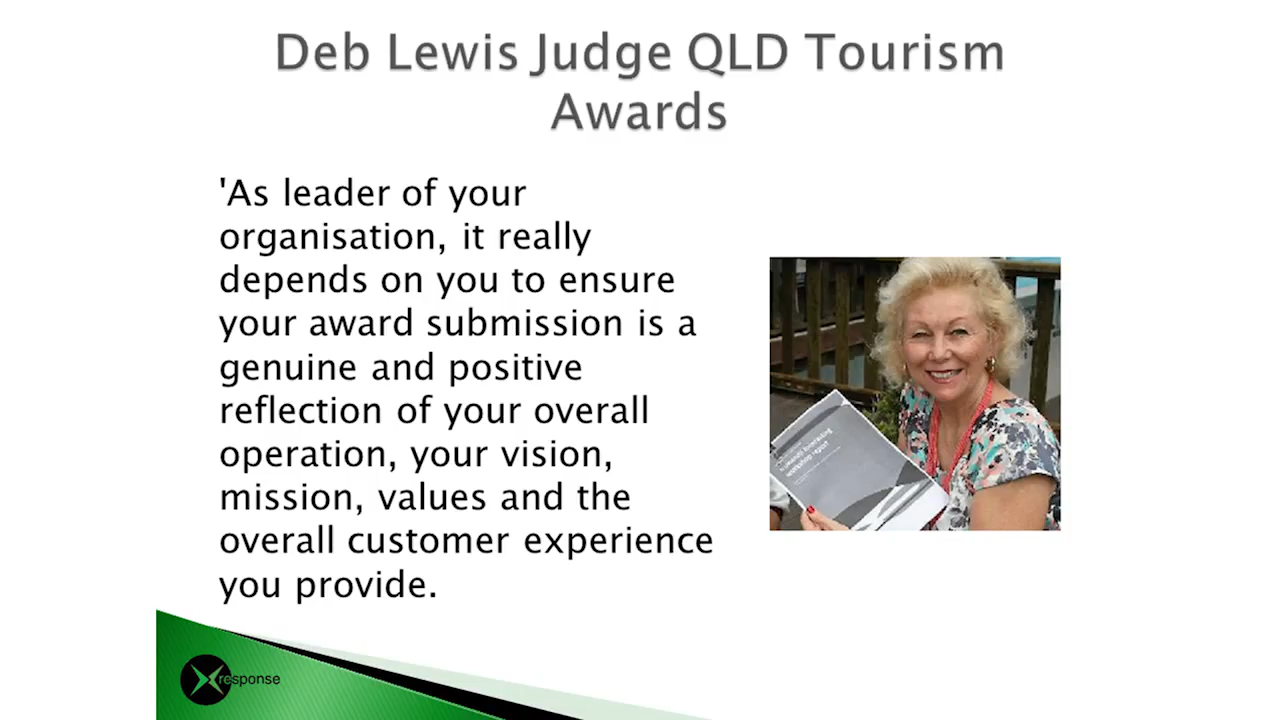 Deb Lewis Judge QLD Tourism
Awards
'As leader of your
organisation, it really
depends on you to ensure
your award submission is a
genuine and positive
reflection of your overall
operation, your vision,
mission, values and the
overall customer experience
you provide.
workshop report
response